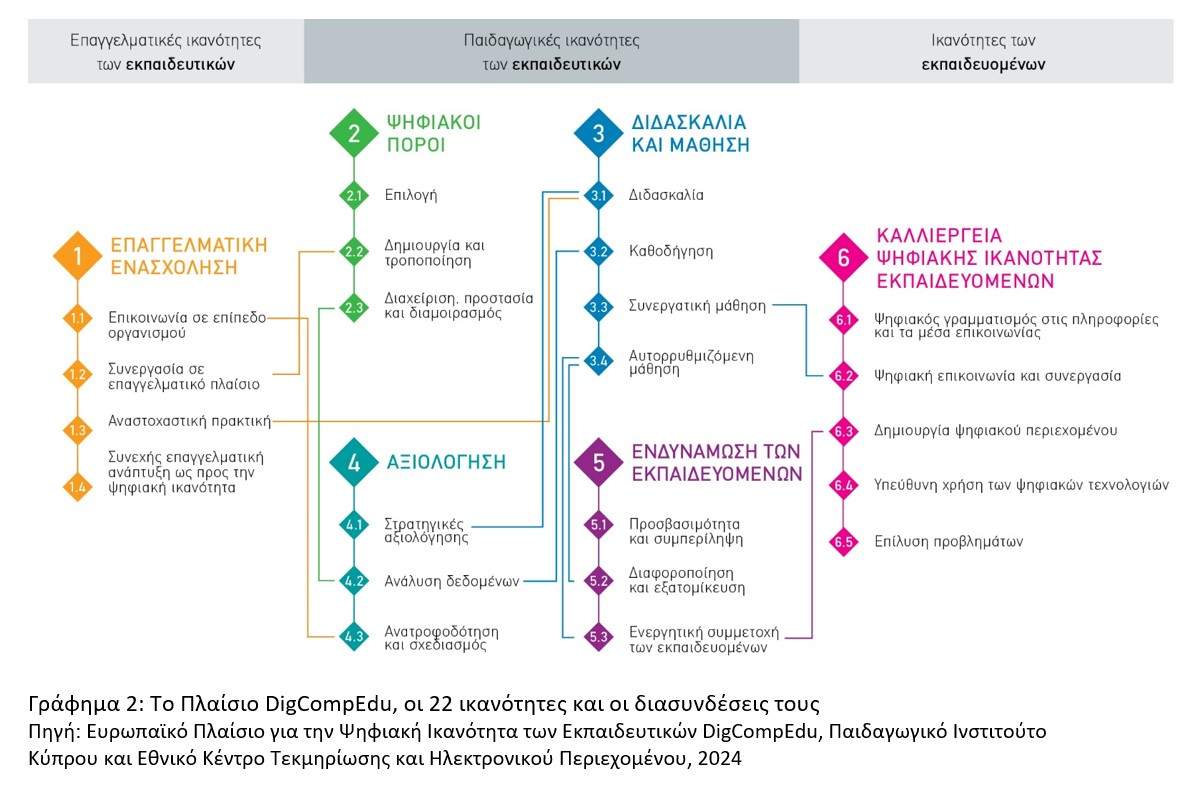 Επαγγελματικές ικανότητες
των εκπαιδευτικών
Παιδαγωγικές ικανότητες
των εκπαιδευτικών
Ικανότητες των
εκπαιδευομένων
1
ΕΠΑΓΓΕΛΜΑΤΙΚΗ
ΕΝΑΣΧΟΛΗΣΗ
1.1
Επικοινωνία σε επίπεδο
οργανισμού
1.2
Συνεργασία σε
επαγγελματικό πλαίσιο
1.3
Αναστοχαστική πρακτική
1.4
Συνεχής επαγγελματική
ανάπτυξη ως προς την
ψηφιακή ικανότητα
2
ΨΗΦΙΑΚΟΙ
ΠΟΡΟΙ
2.1
Επιλογή
2.2
Δημιουργία και
τροποποίηση
2.3
Διαχείριση, προστασία
και διαμοιρασμός
3
ΔΙΔΑΣΚΑΛΙΑ
ΚΑΙ ΜΑΘΗΣΗ
3.1
Διδασκαλία
3.2
Καθοδήγηση
3.3
Συνεργατική μάθηση
3.4
Αυτορρυθμιζόμενη
μάθηση
4
ΑΞΙΟΛΟΓΗΣΗ
4.1
Στρατηγικές
αξιολόγησης
4.2
Ανάλυση δεδομένων
4.3
Ανατροφοδότηση
και σχεδιασμός
5
ΕΝΔΥΝΑΜΩΣΗ ΤΩΝ
ΕΚΠΑΙΔΕΥΟΜΕΝΩΝ
5.1
Προσβασιμότητα
και συμπερίληψη
5.2
Διαφοροποίηση
και εξατομίκευση
5.3
Ενεργητική συμμετοχή
των εκπαιδευομένων
6
ΚΑΛΛΙΕΡΓΕΙΑ
ΨΗΦΙΑΚΗΣ ΙΚΑΝΟΤΗΤΑΣ
ΕΚΠΑΙΔΕΥΟΜΕΝΩΝ
6.1
Ψηφιακός γραμματισμός στις πληροφορίες
και τα μέσα επικοινωνίας
6.2
Ψηφιακή επικοινωνία και συνεργασία
6.3
Δημιουργία ψηφιακού περιεχομένου
6.4
Υπεύθυνη χρήση των ψηφιακών τεχνολογιών
6.5
Επίλυση προβλημάτων
Γράφημα 2: Το Πλαίσιο DigCompEdu, οι 22 ικανότητες και οι διασυνδέσεις τους
Πηγή: Ευρωπαϊκό Πλαίσιο για την Ψηφιακή Ικανότητα των Εκπαιδευτικών DigCompEdu, Παιδαγωγικό Ινστιτούτο
Κύπρου και Εθνικό Κέντρο Τεκμηρίωσης και Ηλεκτρονικού Περιεχομένου, 2024